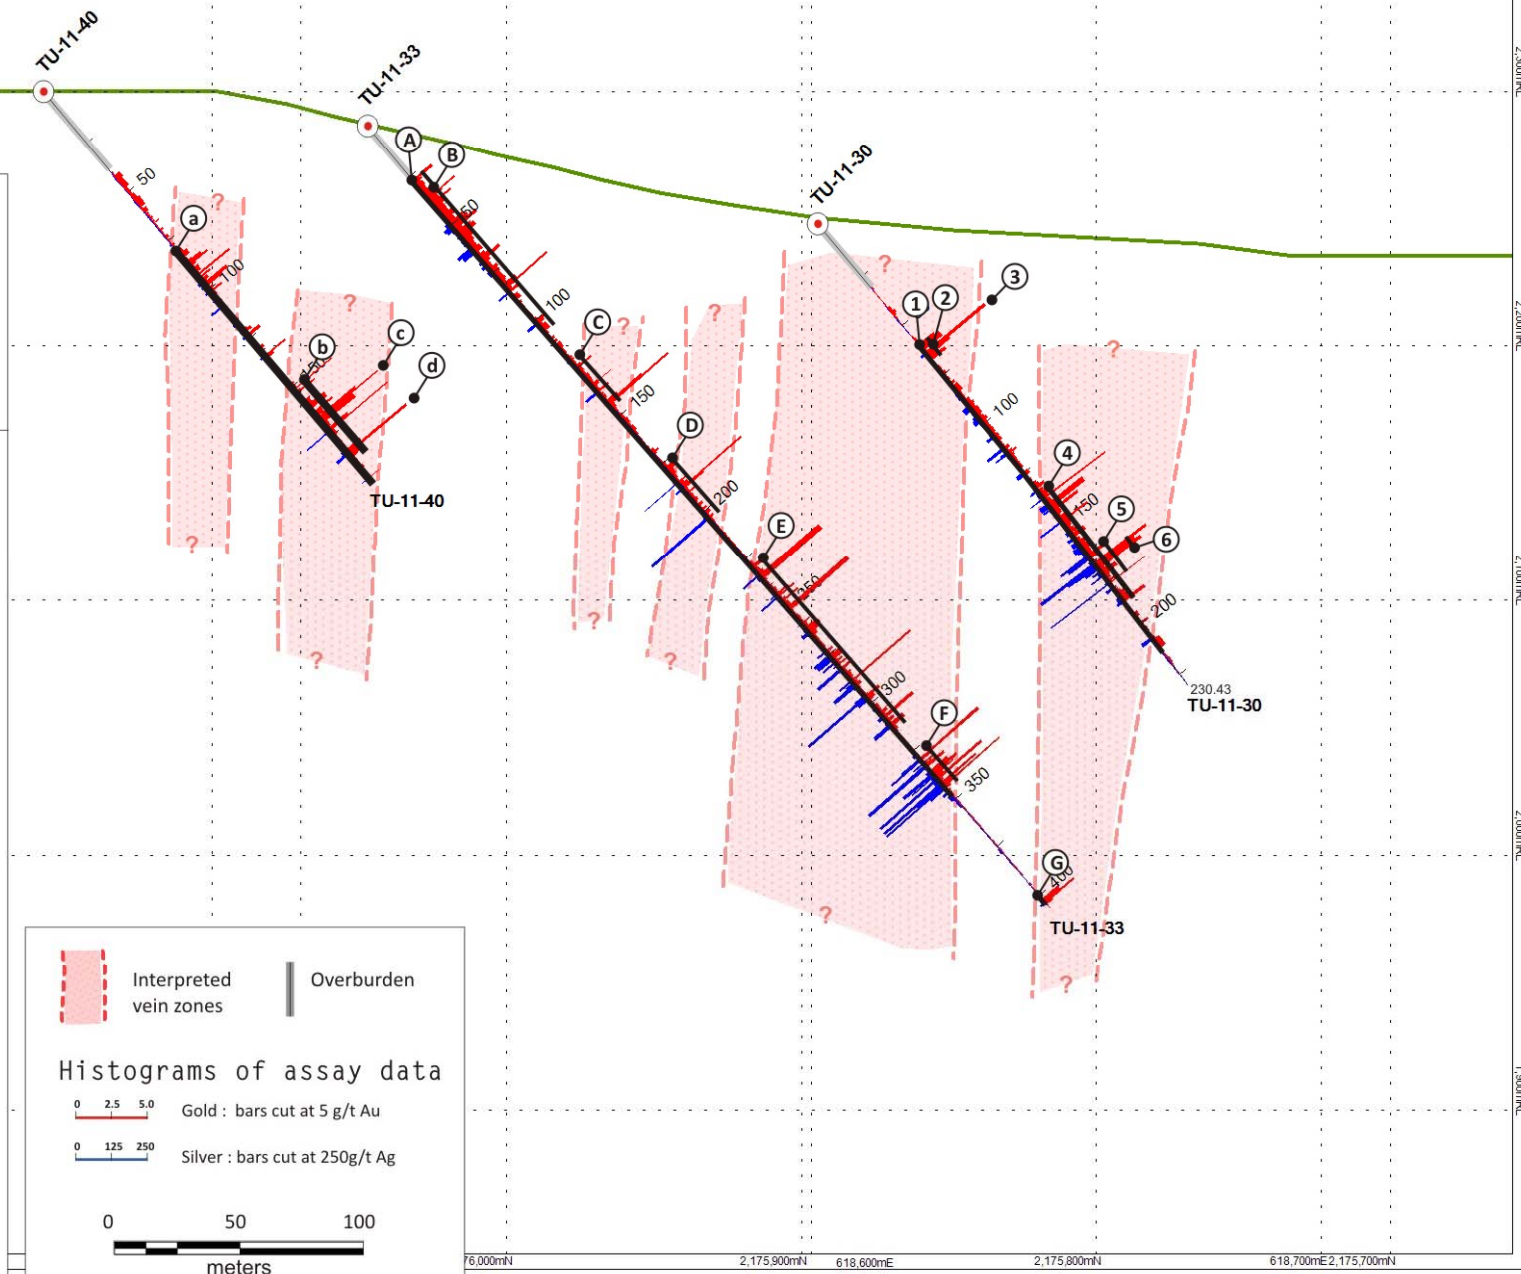 TU-11-40
TU-11-33
TU-11-30
A
B
50
50
?
a
3
?
1
2
100
100
?
C
?
?
?
b
c
150
d
150
100
D
4
200
150
5
E
6
?
250
200
?
TU-11-40
?
?
230.43
TU-11-30
300
F
350
G
400
?
TU-11-33
?
Interpreted
vein zones
Overburden
Histograms of assay data
0 2.5 5.0
Gold : bars cut at 5 g/t Au
0 125 250
Silver : bars cut at 250g/t Ag
0 50 100
meters
76,000mN
2,175,900mN
618,600mE
2,175,800mN
618,700mE
2,175,700mN